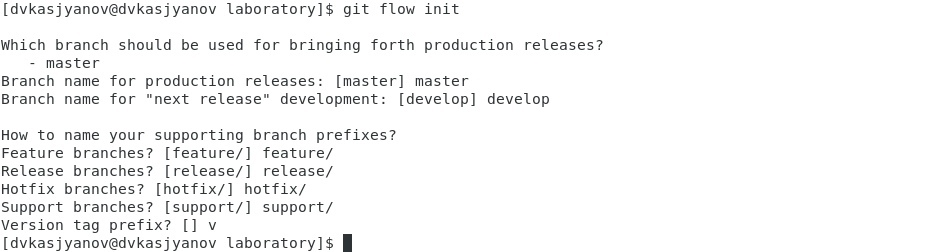 [dvkasjyanov@dvkasjyanov laboratory]$ git flow init
Which branch should be used for bringing forth production releases?
- master
Branch name for production releases: [master] master
Branch name for "next release" development: [develop] develop
How to name your supporting branch prefixes?
Feature branches? [feature/] feature/
Release branches? [release/] release/
Hotfix branches? [hotfix/] hotfix/
Support branches? [support/] support/
Version tag prefix? [] v
[dvkasjyanov@dvkasjyanov laboratory]$